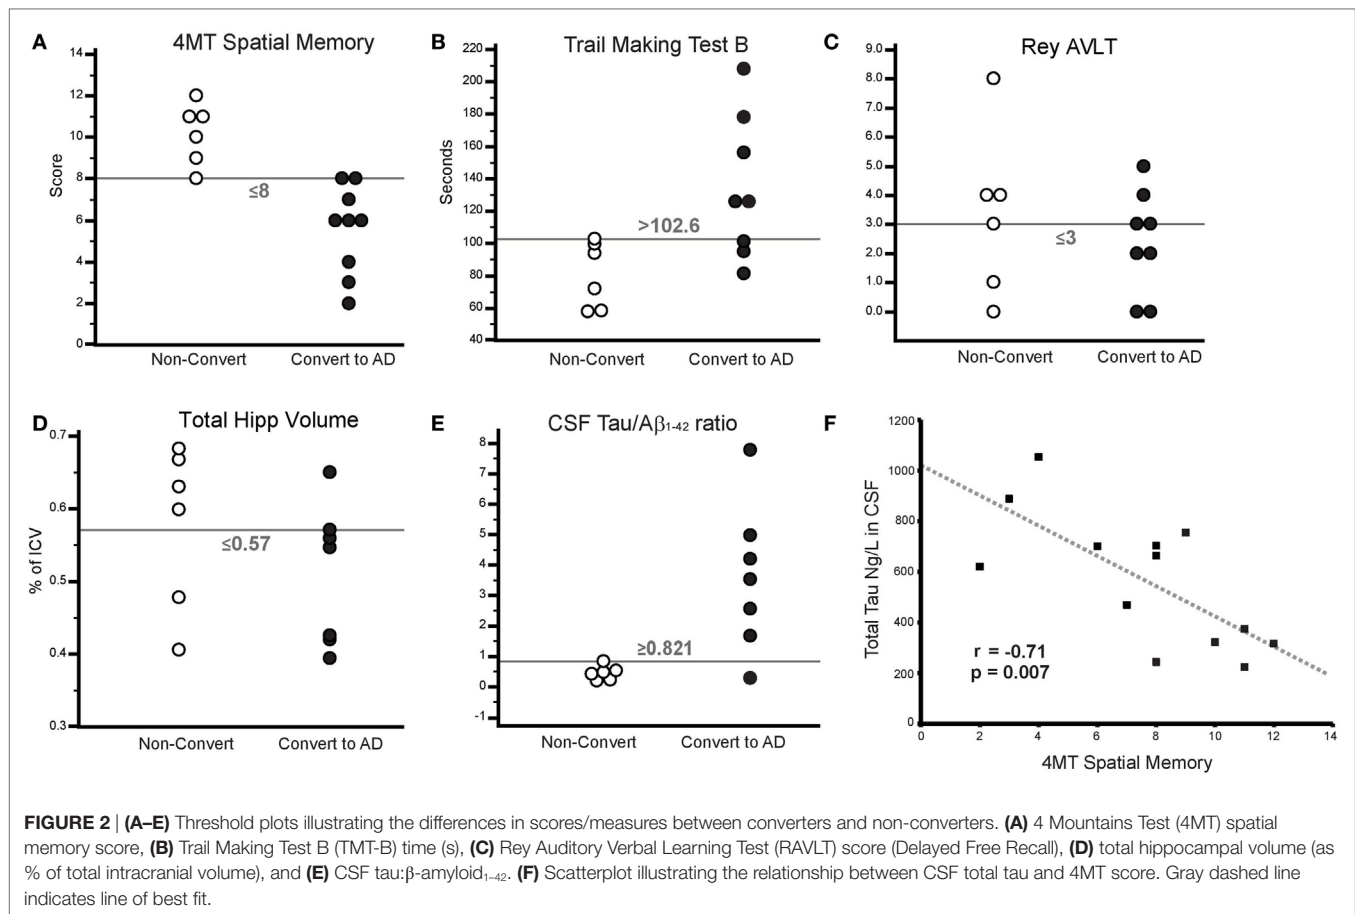 A
4MT Spatial Memory
14
12
10
8
6
4
2
0
Score
≤8
Non-Convert
Convert to AD
B
Trail Making Test B
220
200
180
160
140
120
100
80
60
40
Seconds
>102.6
Non-Convert
Convert to AD
C
Rey AVLT
9.0
8.0
7.0
6.0
5.0
4.0
3.0
2.0
1.0
0.0
≤3
Non-Convert
Convert to AD
D
Total Hipp Volume
0.7
0.6
0.5
0.4
0.3
% of ICV
≤0.57
Non-Convert
Convert to AD
E
CSF Tau/Aβ1-42 ratio
8
7
6
5
4
3
2
1
0
-1
≥0.821
Non-Convert
Convert to AD
F
1200
1000
800
600
400
200
0
Total Tau Ng/L in CSF
r = -0.71
p = 0.007
0 2 4 6 8 10 12 14
4MT Spatial Memory
FIGURE 2 | (A–E) Threshold plots illustrating the differences in scores/measures between converters and non-converters. (A) 4 Mountains Test (4MT) spatial
memory score, (B) Trail Making Test B (TMT-B) time (s), (C) Rey Auditory Verbal Learning Test (RAVLT) score (Delayed Free Recall), (D) total hippocampal volume (as
% of total intracranial volume), and (E) CSF tau:β-amyloid1–42. (F) Scatterplot illustrating the relationship between CSF total tau and 4MT score. Gray dashed line
indicates line of best fit.